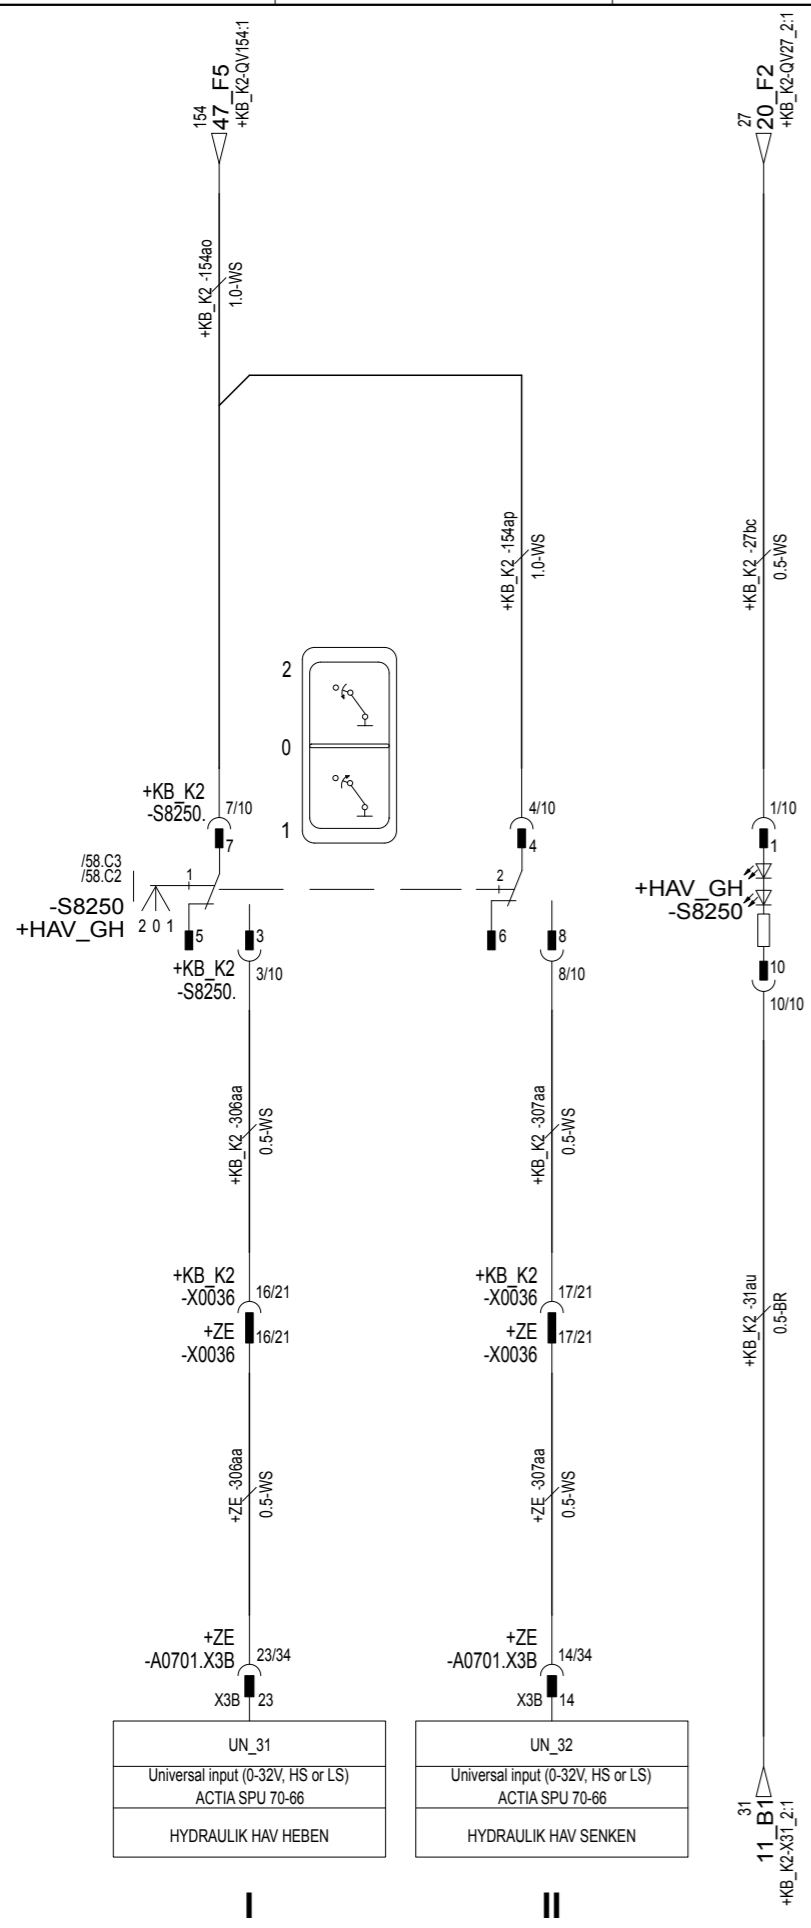 154
47_F5
+KB_K2-QV154:1
27
20_F2
+KB_K2-QV27_2:1
+KB_K2 -154ao
1.0-WS
+KB_K2 -154ap
1.0-WS
+KB_K2 -27bc
0.5-WS
2
0
1
+KB_K2
-S8250.
7/10
7
4/10
4
1/10
1
/58.C3
/58.C2
-S8250
+HAV_GH
2 0 1
1
2
+HAV_GH
-S8250
5
3
6
8
10
+KB_K2
-S8250.
3/10
8/10
10/10
+KB_K2 -306aa
0.5-WS
+KB_K2 -307aa
0.5-WS
+KB_K2 -31au
0.5-BR
+KB_K2
-X0036
16/21
+ZE
-X0036
16/21
+KB_K2
-X0036
17/21
+ZE
-X0036
17/21
+ZE -306aa
0.5-WS
+ZE -307aa
0.5-WS
+ZE
-A0701.X3B
23/34
X3B
23
+ZE
-A0701.X3B
14/34
X3B
14
UN_31
Universal input (0-32V, HS or LS)
ACTIA SPU 70-66
HYDRAULIK HAV HEBEN
UN_32
Universal input (0-32V, HS or LS)
ACTIA SPU 70-66
HYDRAULIK HAV SENKEN
31
11_B1
+KB_K2-X31_2:1
I
II